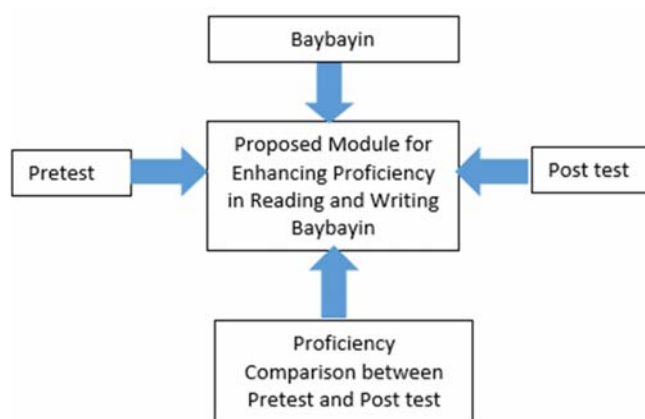 Baybayin
Pretest
Proposed Module for
Enhancing Proficiency
in Reading and Writing
Baybayin
Post test
Proficiency
Comparison between
Pretest and Post test